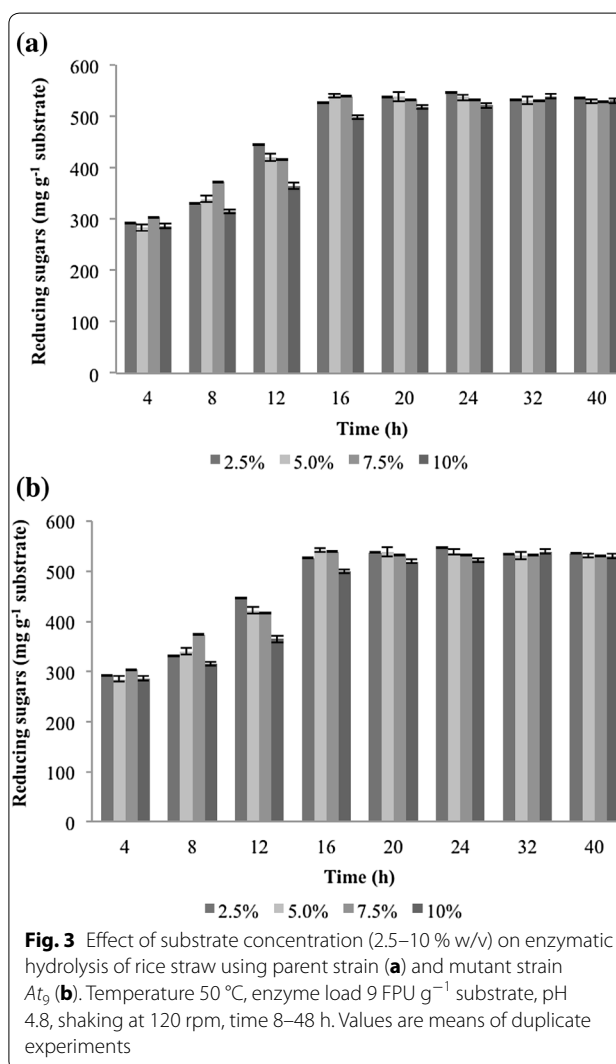 (a)
Reducing sugars (mg g⁻¹ substrate)
600
500
400
300
200
100
0
4 8 12 16 20 24 32 40
Time (h)
2.5% 5.0% 7.5% 10%
(b)
Reducing sugars (mg g⁻¹ substrate)
600
500
400
300
200
100
0
4 8 12 16 20 24 32 40
Time (h)
2.5% 5.0% 7.5% 10%
Fig. 3 Effect of substrate concentration (2.5–10 % w/v) on enzymatic
hydrolysis of rice straw using parent strain (a) and mutant strain
At₉ (b). Temperature 50 °C, enzyme load 9 FPU g⁻¹ substrate, pH
4.8, shaking at 120 rpm, time 8–48 h. Values are means of duplicate
experiments